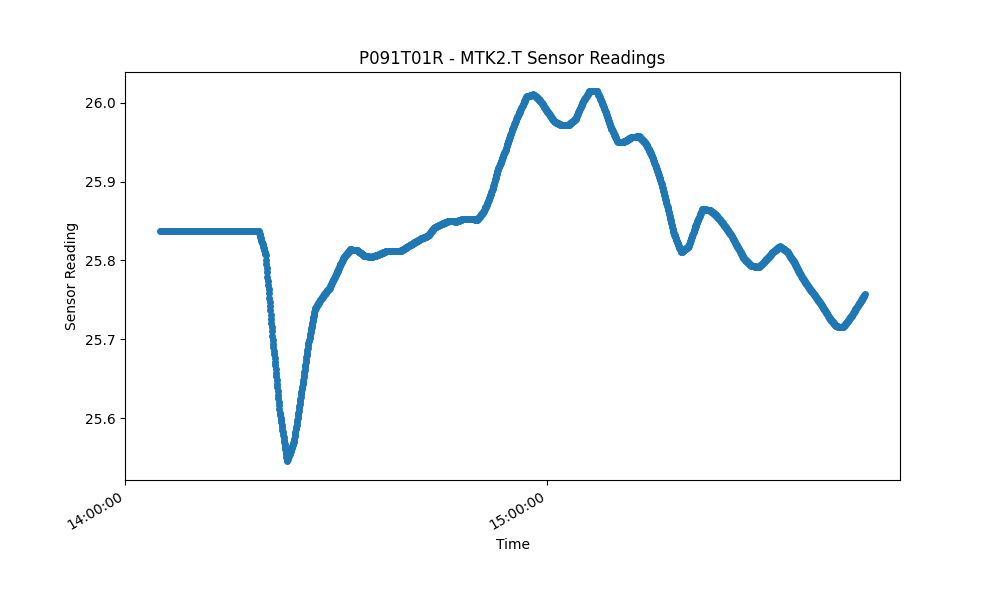 P091T01R - MTK2.T Sensor Readings
Sensor Reading
26.0
25.9
25.8
25.7
25.6
14:00:00
15:00:00
Time